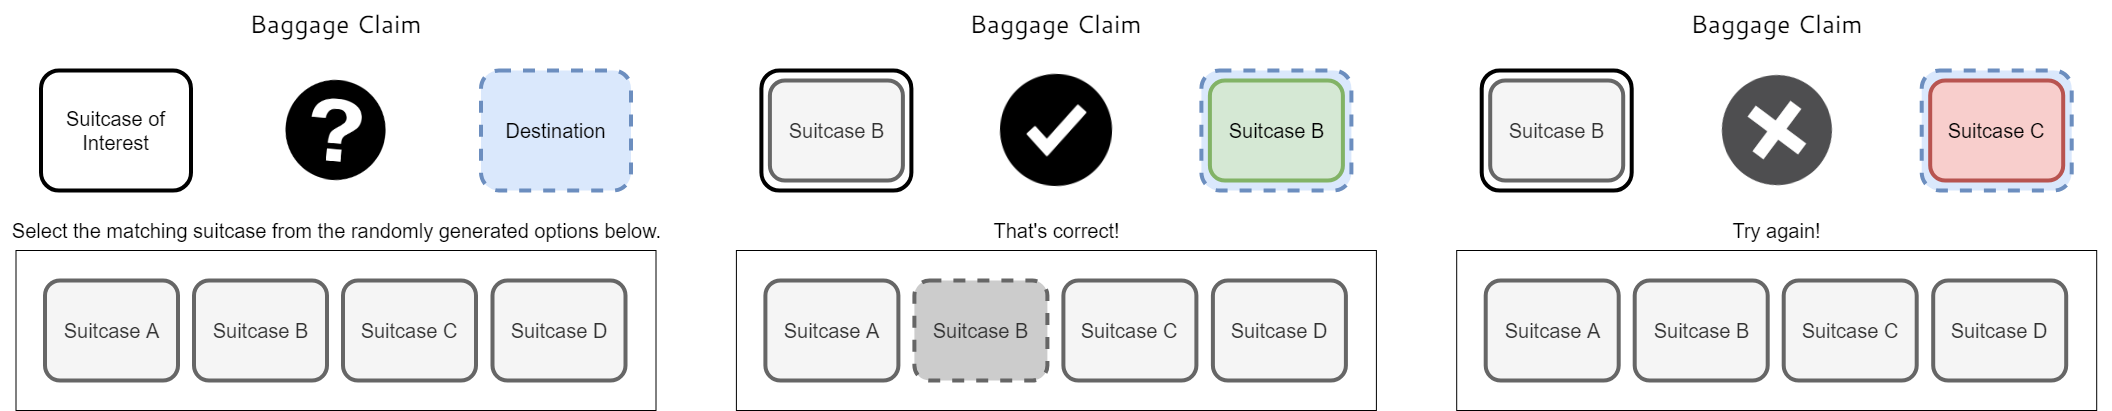 Baggage Claim
Suitcase of
Interest
?
Destination
Select the matching suitcase from the randomly generated options below.
Suitcase A
Suitcase B
Suitcase C
Suitcase D
Baggage Claim
Suitcase B
Suitcase B
That's correct!
Suitcase A
Suitcase B
Suitcase C
Suitcase D
Baggage Claim
Suitcase B
Suitcase C
Try again!
Suitcase A
Suitcase B
Suitcase C
Suitcase D